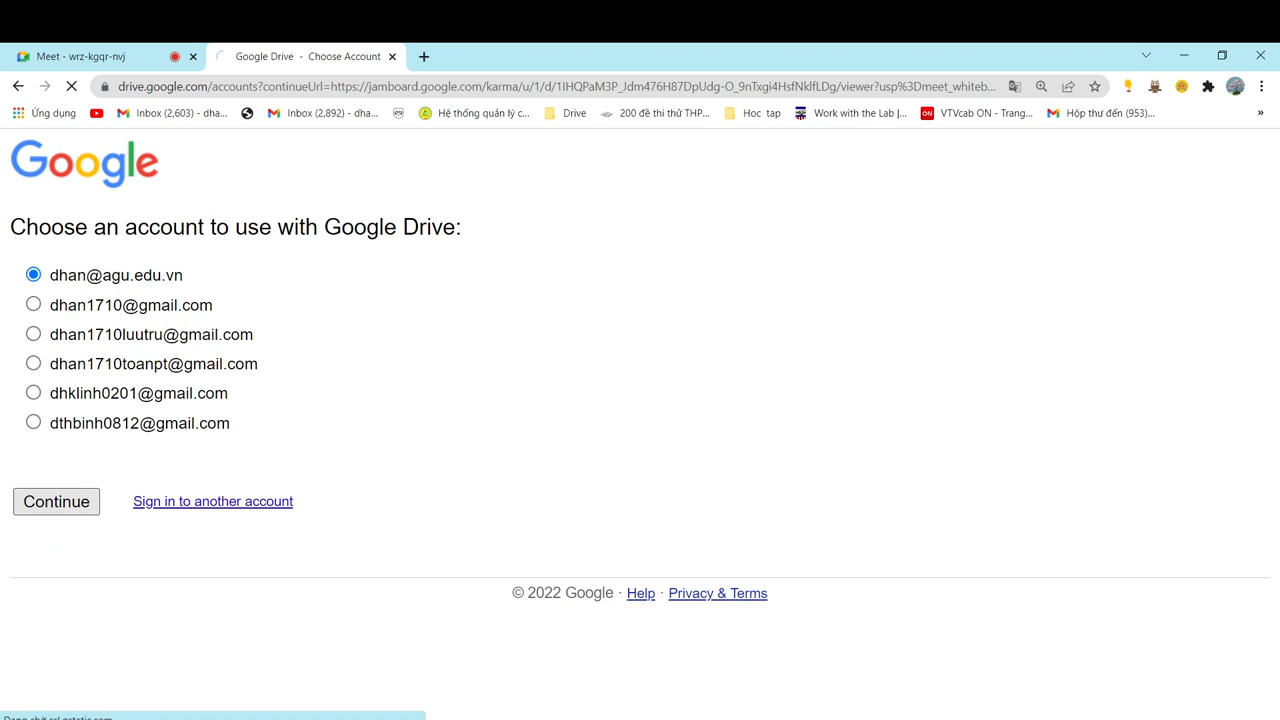 Meet - wrz-kgqr-nvj
Google Drive - Choose Account
drive.google.com/accounts?continueUrl=https://jamboard.google.com/karma/u/1/d/1IHQPaM3P_Jdm476H87DpUdg-O_9nTxgi4HsfNklfLDg/viewer?usp%3Dmeet_whiteb...
Ứng dụng
Inbox (2,603) - dha...
Inbox (2,892) - dha...
Hệ thống quản lý c...
Drive
200 đề thi thử THP...
Hoc tap
Work with the Lab |...
ON
VTVcab ON - Trang...
Hộp thư đến (953)...
»
Google
Choose an account to use with Google Drive:
dhan@agu.edu.vn
dhan1710@gmail.com
dhan1710luutru@gmail.com
dhan1710toanpt@gmail.com
dhklinh0201@gmail.com
dthbinh0812@gmail.com
Continue
Sign in to another account
© 2022 Google · Help · Privacy & Terms